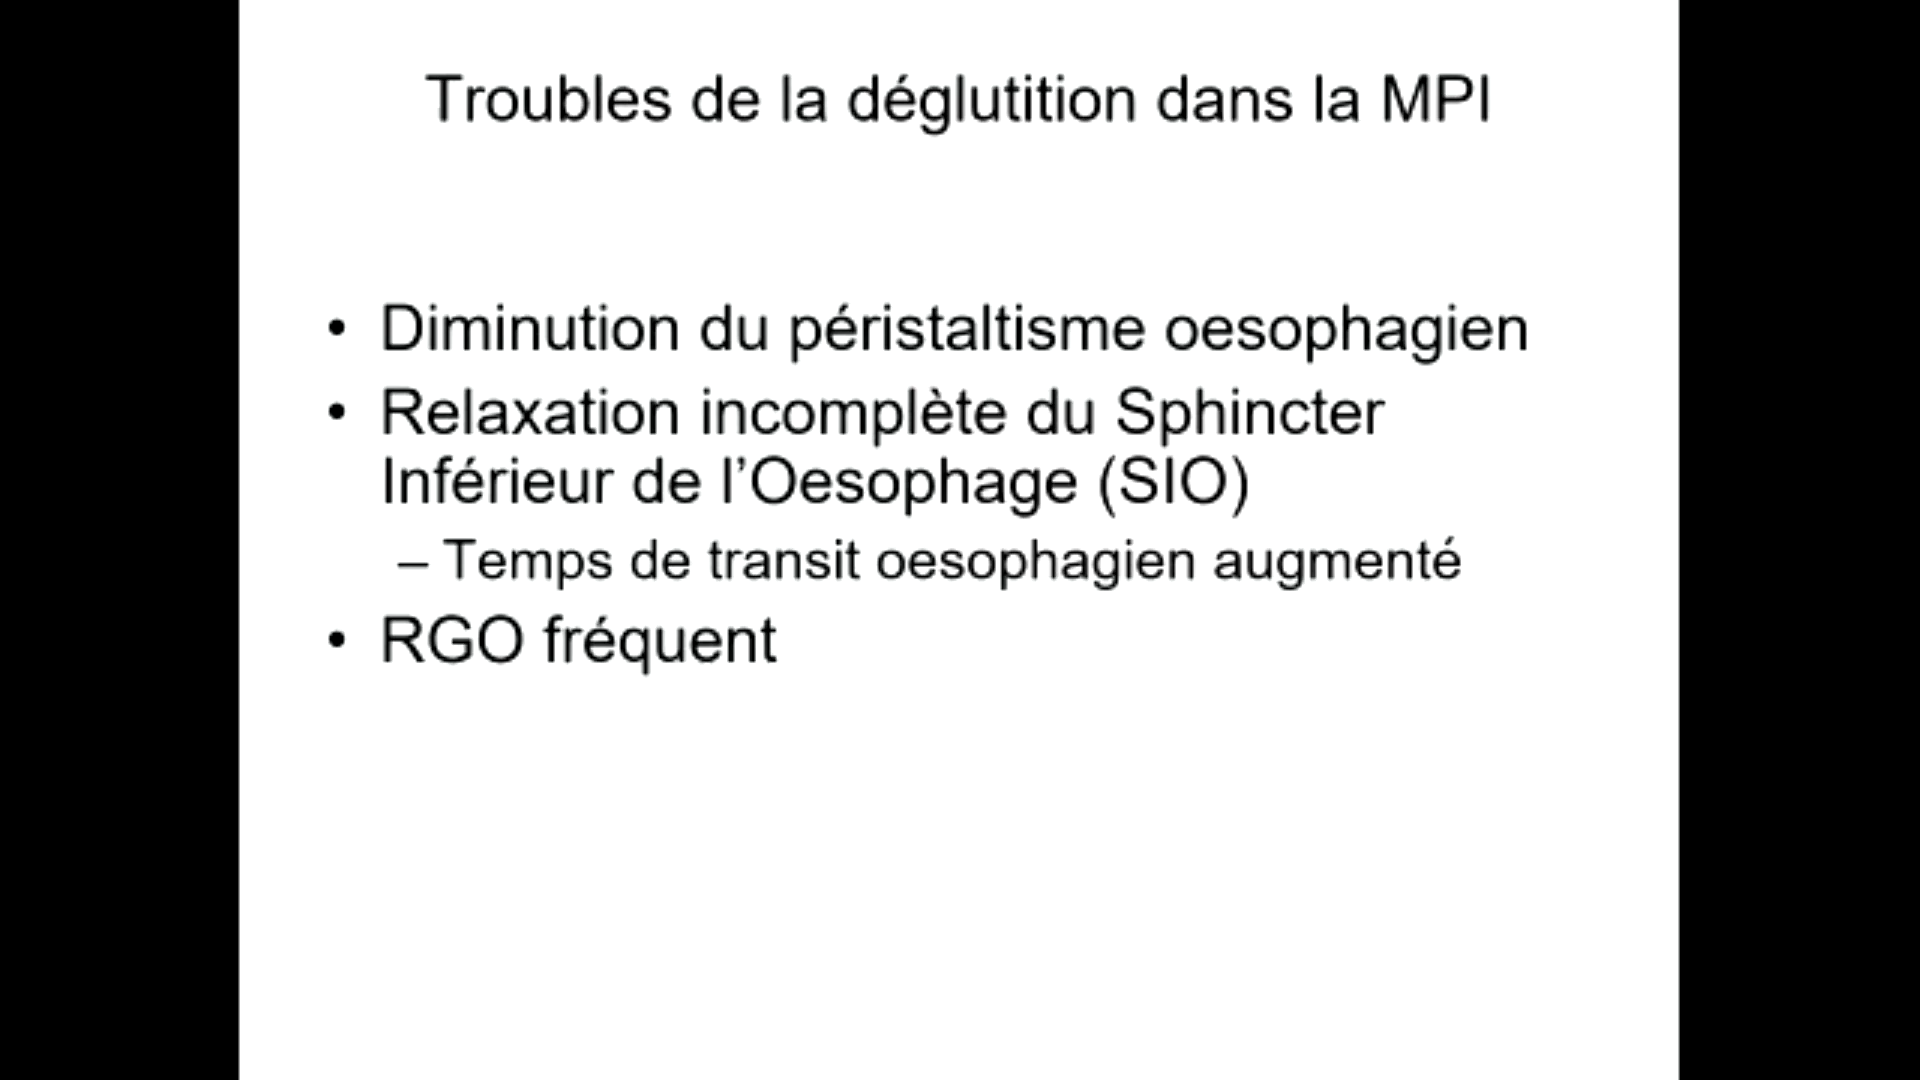 Troubles de la déglutition dans la MPI
• Diminution du péristaltisme oesophagien
• Relaxation incomplète du Sphincter
Inférieur de l’Oesophage (SIO)
– Temps de transit oesophagien augmenté
• RGO fréquent